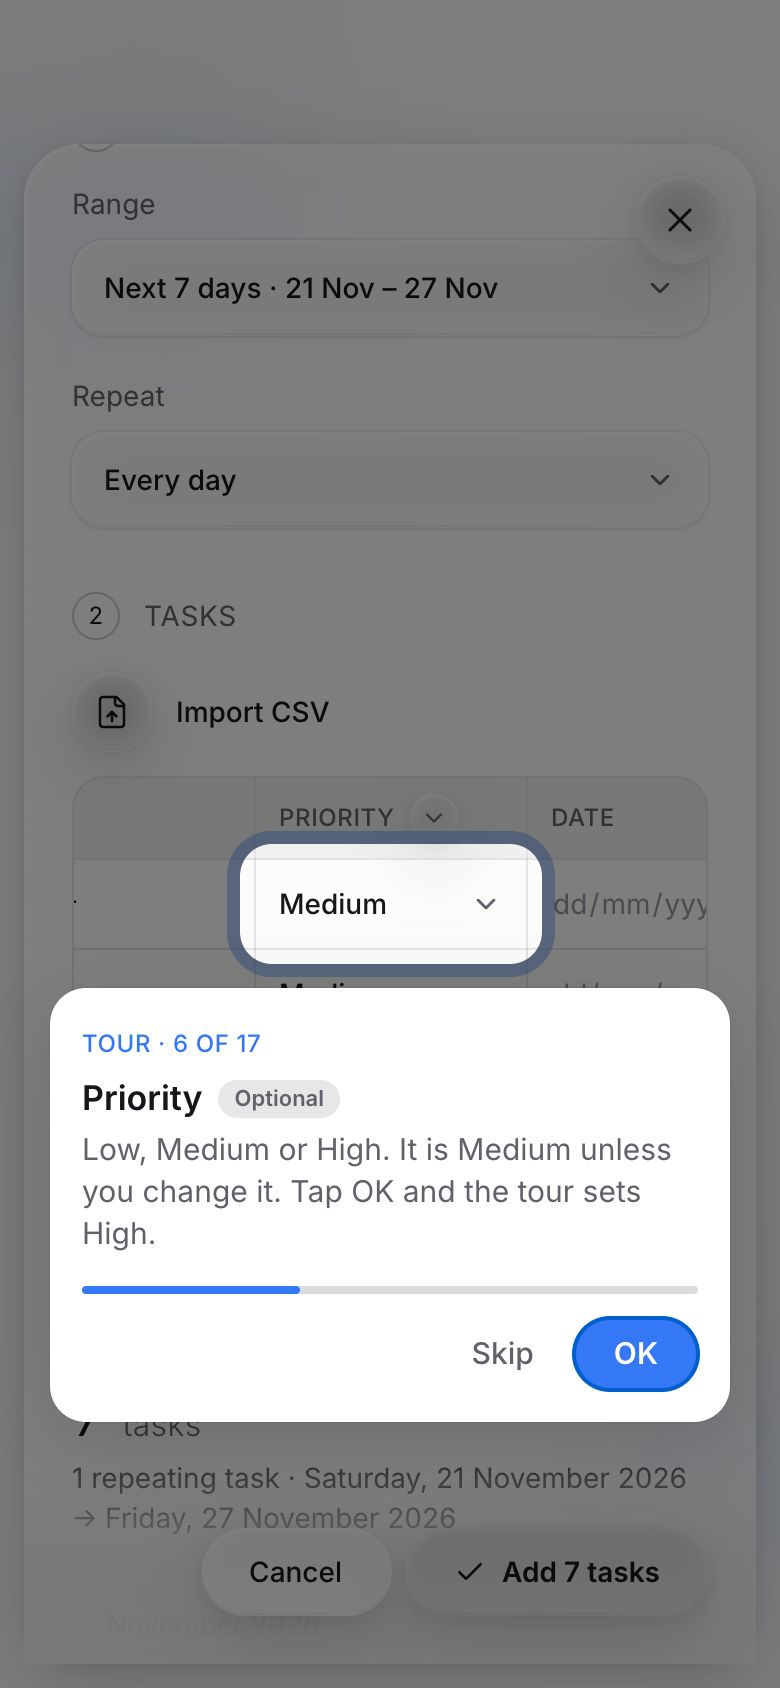 Range
Next 7 days · 21 Nov – 27 Nov
Repeat
Every day
2 TASKS
Import CSV
PRIORITY DATE
Medium dd/mm/yyy
TOUR · 6 OF 17
Priority Optional
Low, Medium or High. It is Medium unless
you change it. Tap OK and the tour sets
High.
Skip OK
7 tasks
1 repeating task · Saturday, 21 November 2026
→ Friday, 27 November 2026
Cancel Add 7 tasks
November 2026